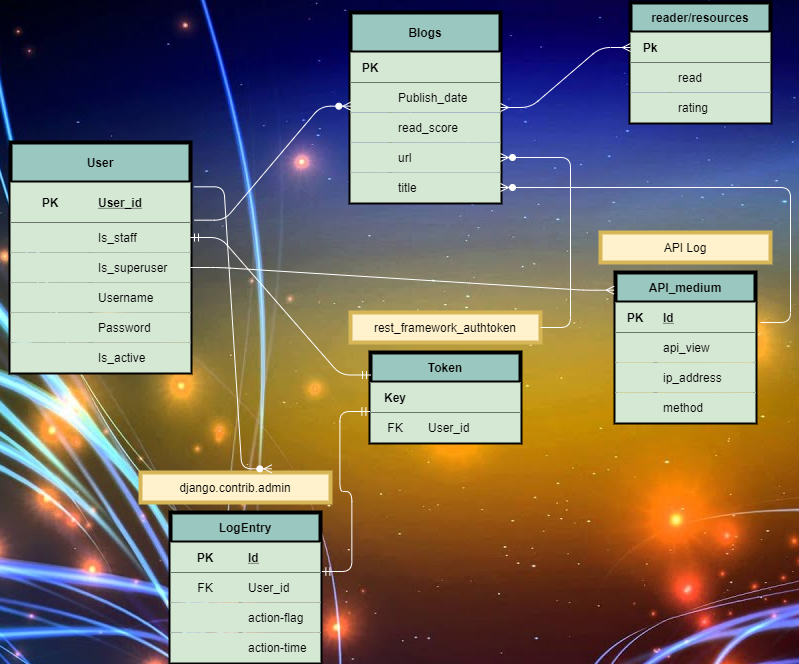 Blogs
PK
Publish_date
read_score
url
title
reader/resources
Pk
read
rating
User
PK User_id
Is_staff
Is_superuser
Username
Password
Is_active
API Log
API_medium
PK Id
api_view
ip_address
method
rest_framework_authtoken
Token
Key
FK User_id
django.contrib.admin
LogEntry
PK Id
FK User_id
action-flag
action-time